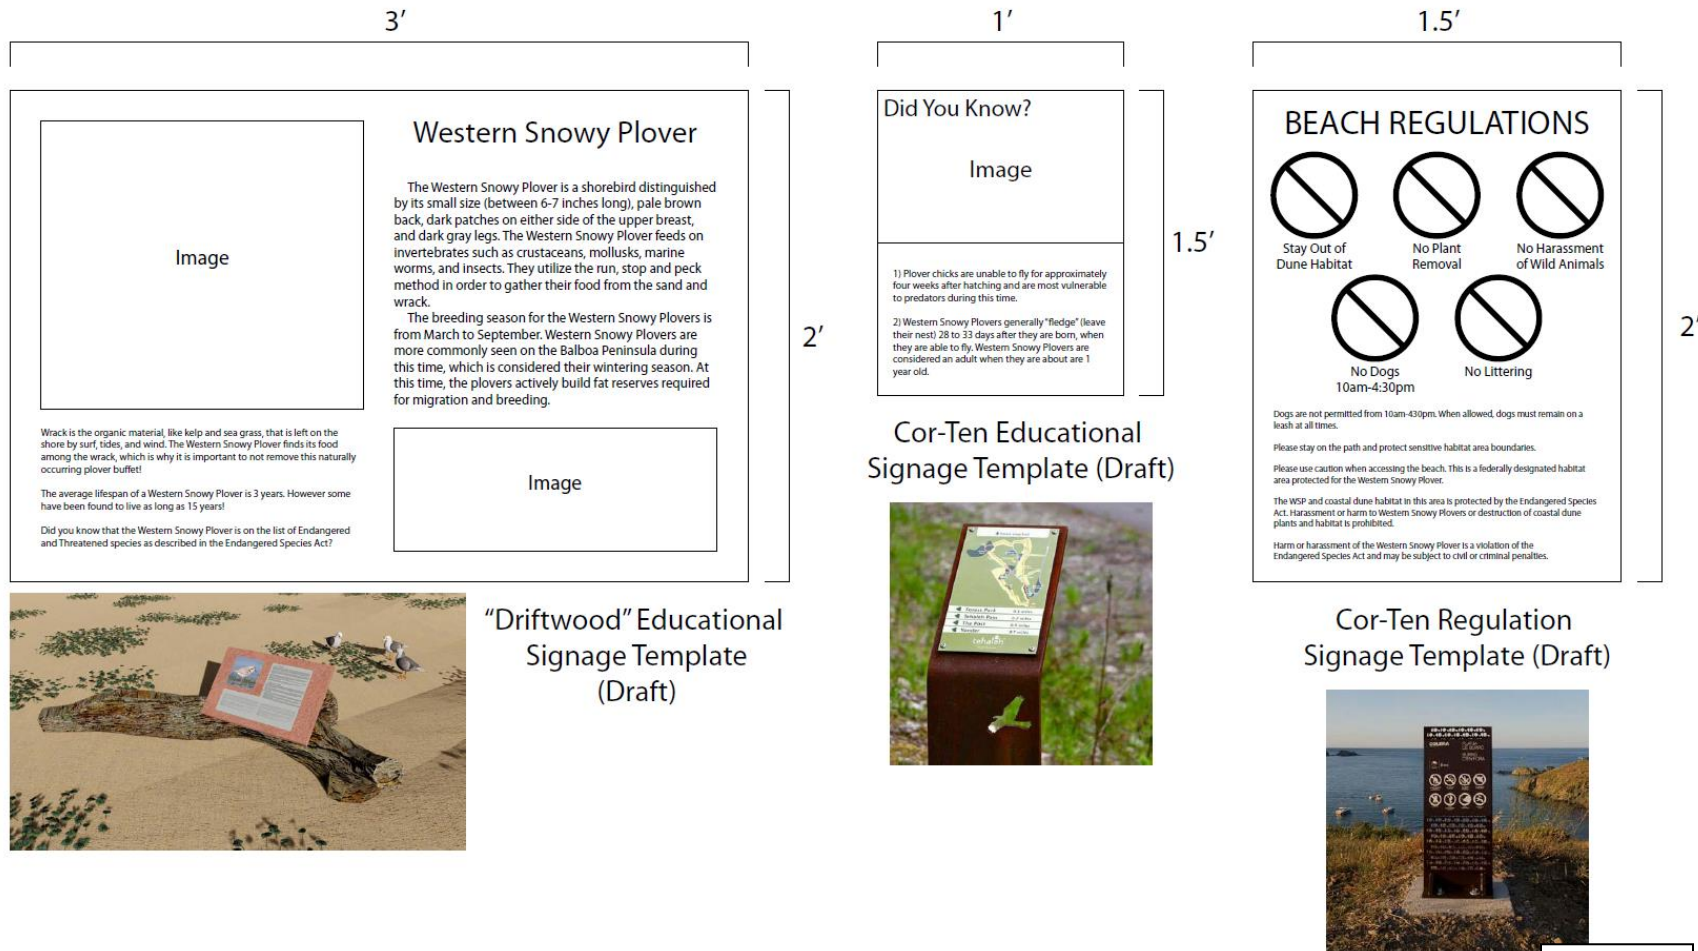 3’
1’
1.5’
Western Snowy Plover
Image
The Western Snowy Plover is a shorebird distinguished
by its small size (between 6-7 inches long), pale brown
back, dark patches on either side of the upper breast,
and dark gray legs. The Western Snowy Plover feeds on
invertebrates such as crustaceans, mollusks, marine
worms, and insects. They utilize the run, stop and peck
method in order to gather their food from the sand and
wrack.
The breeding season for the Western Snowy Plovers is
from March to September. Western Snowy Plovers are
more commonly seen on the Balboa Peninsula during
this time, which is considered their wintering season. At
this time, the plovers actively build fat reserves required
for migration and breeding.
Wrack is the organic material, like kelp and sea grass, that is left on the
shore by surf, tides, and wind. The Western Snowy Plover finds its food
among the wrack, which is why it is important to not remove this naturally
occurring plover buffet!
The average lifespan of a Western Snowy Plover is 3 years. However some
have been found to live as long as 15 years!
Did you know that the Western Snowy Plover is on the list of Endangered
and Threatened species as described in the Endangered Species Act?
Image
2’
“Driftwood” Educational
Signage Template
(Draft)
Did You Know?
Image
1) Plover chicks are unable to fly for approximately
four weeks after hatching and are most vulnerable
to predators during this time.
2) Western Snowy Plovers generally “fledge” (leave
their nest) 28 to 33 days after they are born, when
they are able to fly. Western Snowy Plovers are
considered an adult when they are about are 1
year old.
1.5’
Cor-Ten Educational
Signage Template (Draft)
tehaleh
BEACH REGULATIONS
Stay Out of
Dune Habitat
No Plant
Removal
No Harassment
of Wild Animals
No Dogs
10am-4:30pm
No Littering
Dogs are not permitted from 10am-430pm. When allowed, dogs must remain on a
leash at all times.
Please stay on the path and protect sensitive habitat area boundaries.
Please use caution when accessing the beach. This is a federally designated habitat
area protected for the Western Snowy Plover.
The WSP and coastal dune habitat in this area is protected by the Endangered Species
Act. Harassment or harm to Western Snowy Plovers or destruction of coastal dune
plants and habitat is prohibited.
Harm or harassment of the Western Snowy Plover is a violation of the
Endangered Species Act and may be subject to civil or criminal penalties.
2’
Cor-Ten Regulation
Signage Template (Draft)